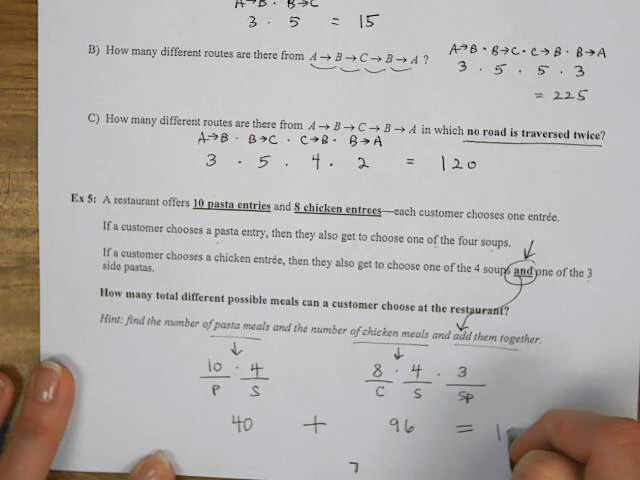 A→B · B→C
3 · 5 = 15
B) How many different routes are there from A → B → C → B → A ?
A→B · B→C · C→B · B→A
3 · 5 · 5 · 3
= 225
C) How many different routes are there from A → B → C → B → A in which no road is traversed twice?
A→B · B→C · C→B · B→A
3 · 5 · 4 · 2 = 120
Ex 5: A restaurant offers 10 pasta entries and 8 chicken entrees—each customer chooses one entrée.
If a customer chooses a pasta entry, then they also get to choose one of the four soups.
If a customer chooses a chicken entrée, then they also get to choose one of the 4 soups and one of the 3
side pastas.
How many total different possible meals can a customer choose at the restaurant?
Hint: find the number of pasta meals and the number of chicken meals and add them together.
10 · 4 8 · 4 · 3
P S C S SP
40 + 96 = 1
7